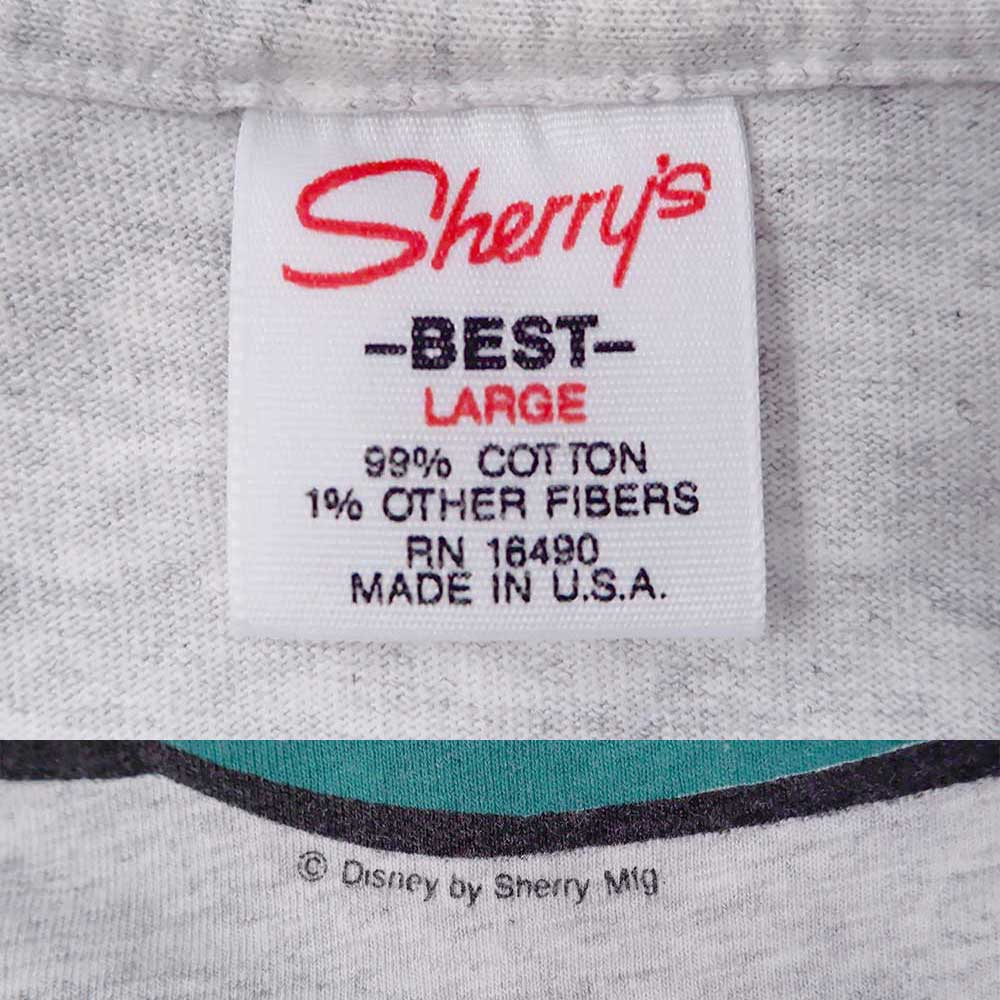 Sherry's
-BEST-
LARGE
99% COTTON
1% OTHER FIBERS
RN 16490
MADE IN U.S.A.
© Disney by Sherry Mfg